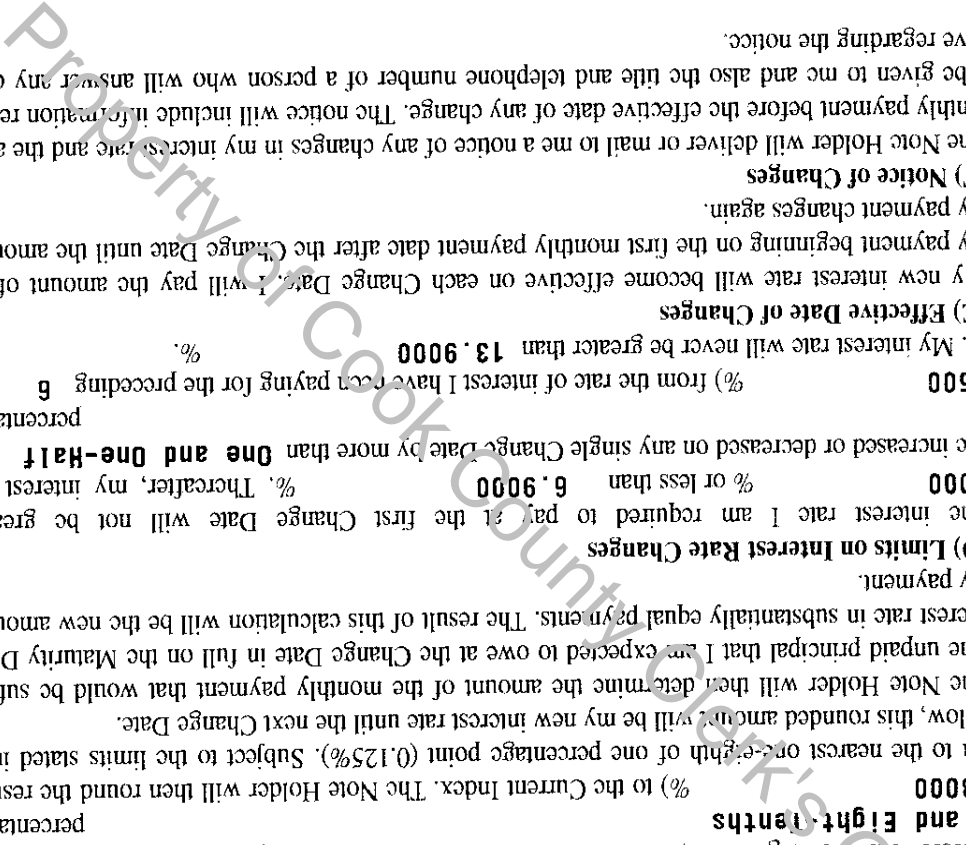 and Eight-Tenths percenta
8000 %) to the Current Index. The Note Holder will then round the resu
to the nearest one-eighth of one percentage point (0.125%). Subject to the limits stated i
low, this rounded amount will be my new interest rate until the next Change Date.
he Note Holder will then determine the amount of the monthly payment that would be suf
he unpaid principal that I am expected to owe at the Change Date in full on the Maturity D
erest rate in substantially equal payments. The result of this calculation will be the new amou
y payment.
) Limits on Interest Rate Changes
he interest rate I am required to pay at the first Change Date will not be grea
000 % or less than 6.9000 %. Thereafter, my interest
c increased or decreased on any single Change Date by more than One and One-Half
percenta
500 %) from the rate of interest I have been paying for the preceding 6
. My interest rate will never be greater than 13.9000 %.
) Effective Date of Changes
y new interest rate will become effective on each Change Date. I will pay the amount of
y payment beginning on the first monthly payment date after the Change Date until the amou
y payment changes again.
) Notice of Changes
he Note Holder will deliver or mail to me a notice of any changes in my interest rate and the a
nthly payment before the effective date of any change. The notice will include information re
be given to me and also the title and telephone number of a person who will answer any q
ve regarding the notice.
Property of Cook County Clerk's O